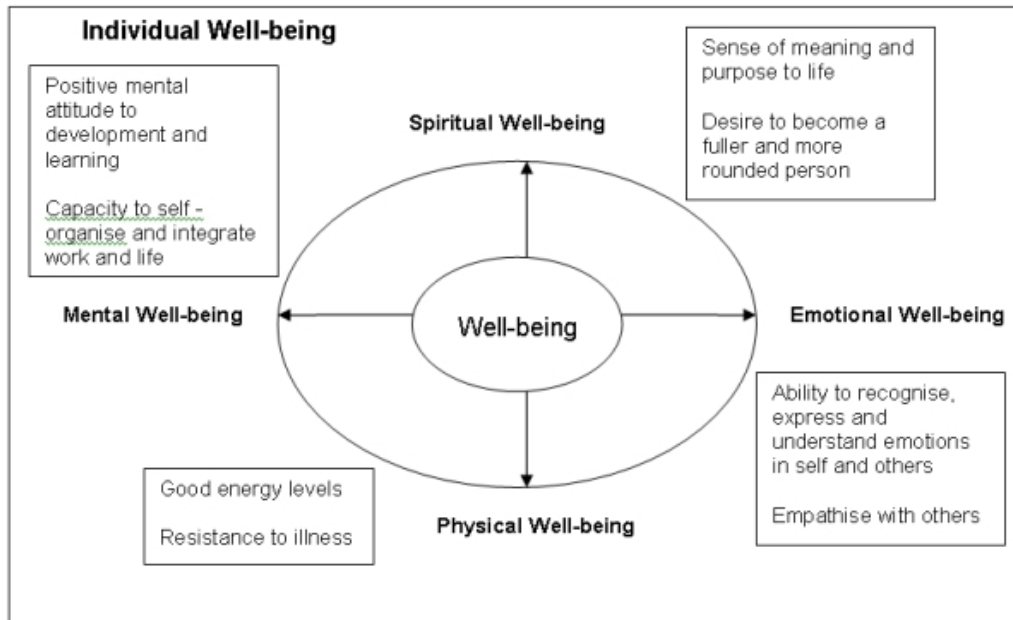 Individual Well-being
Positive mental
attitude to
development and
learning
Capacity to self -
organise and integrate
work and life
Spiritual Well-being
Sense of meaning and
purpose to life
Desire to become a
fuller and more
rounded person
Mental Well-being
Well-being
Emotional Well-being
Ability to recognise,
express and
understand emotions
in self and others
Empathise with others
Good energy levels
Resistance to illness
Physical Well-being